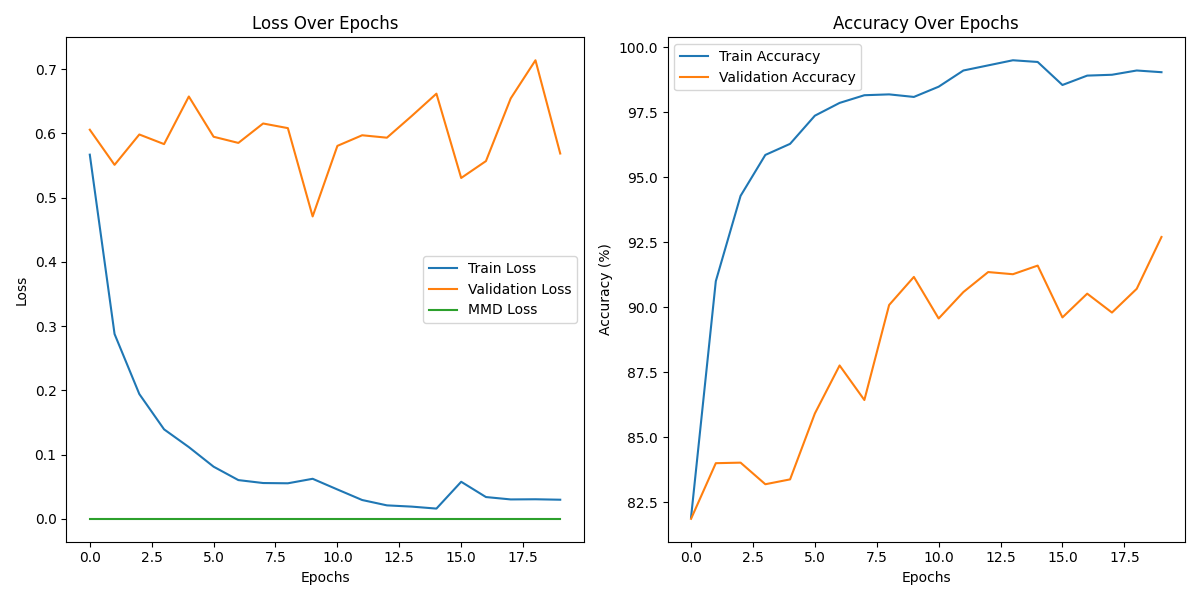 Loss Over Epochs
Loss
0.7
0.6
0.5
0.4
0.3
0.2
0.1
0.0
Train Loss
Validation Loss
MMD Loss
0.0 2.5 5.0 7.5 10.0 12.5 15.0 17.5
Epochs
Accuracy Over Epochs
Accuracy (%)
100.0
97.5
95.0
92.5
90.0
87.5
85.0
82.5
Train Accuracy
Validation Accuracy
0.0 2.5 5.0 7.5 10.0 12.5 15.0 17.5
Epochs